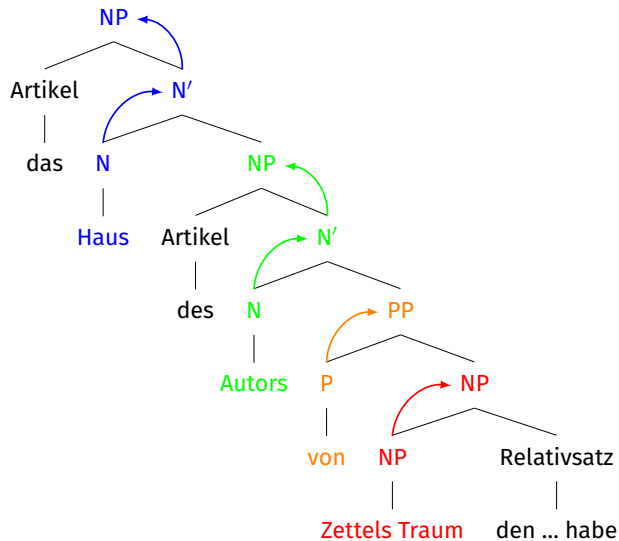 NP
Artikel N′
das N NP
Haus Artikel N′
des N PP
Autors P NP
von NP Relativsatz
Zettels Traum den ... habe